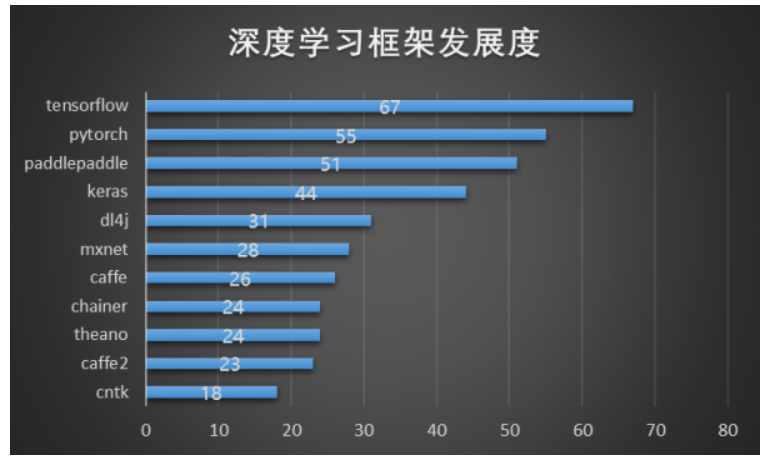 深度学习框架发展度
tensorflow 67
pytorch 55
paddlepaddle 51
keras 44
dl4j 31
mxnet 28
caffe 26
chainer 24
theano 24
caffe2 23
cntk 18
0 10 20 30 40 50 60 70 80